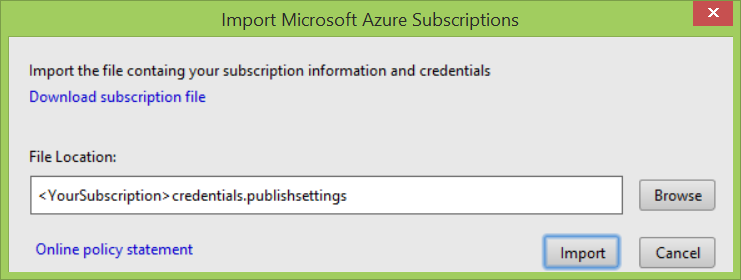 Import Microsoft Azure Subscriptions
Import the file containg your subscription information and credentials
Download subscription file
File Location:
<YourSubscription>credentials.publishsettings
Browse
Online policy statement
Import
Cancel